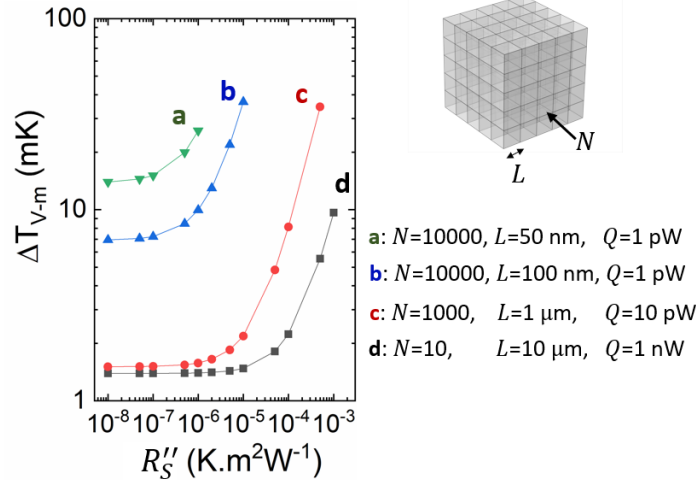 100
10
1
ΔT_V-m (mK)
10⁻⁸ 10⁻⁷ 10⁻⁶ 10⁻⁵ 10⁻⁴ 10⁻³
R''_S (K.m²W⁻¹)
a
b
c
d
N
L
a: N=10000, L=50 nm, Q=1 pW
b: N=10000, L=100 nm, Q=1 pW
c: N=1000, L=1 μm, Q=10 pW
d: N=10, L=10 μm, Q=1 nW